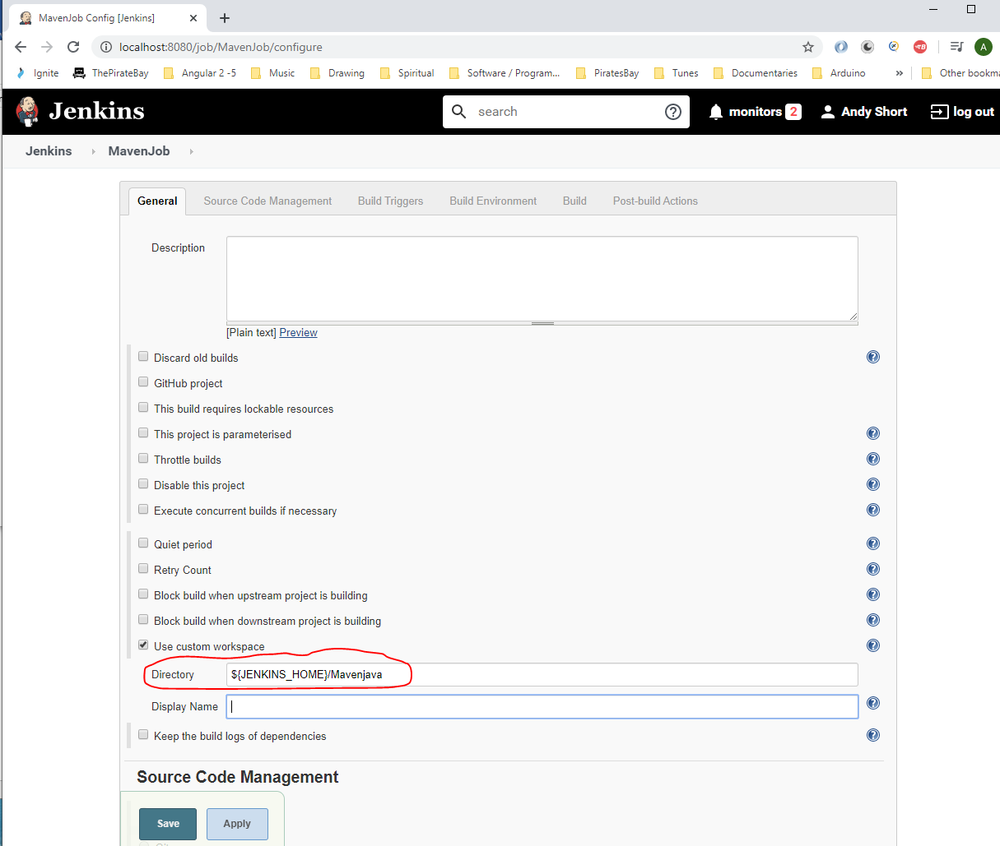 MavenJob Config [Jenkins]
localhost:8080/job/MavenJob/configure
A
Ignite ThePirateBay Angular 2 -5 Music Drawing Spiritual Software / Program... PiratesBay Tunes Documentaries Arduino » Other bookma
Jenkins search monitors 2 Andy Short log out
Jenkins MavenJob
General Source Code Management Build Triggers Build Environment Build Post-build Actions
Description
[Plain text] Preview
Discard old builds
GitHub project
This build requires lockable resources
This project is parameterised
Throttle builds
Disable this project
Execute concurrent builds if necessary
Quiet period
Retry Count
Block build when upstream project is building
Block build when downstream project is building
Use custom workspace
Directory ${JENKINS_HOME}/Mavenjava
Display Name
Keep the build logs of dependencies
Source Code Management
Save Apply